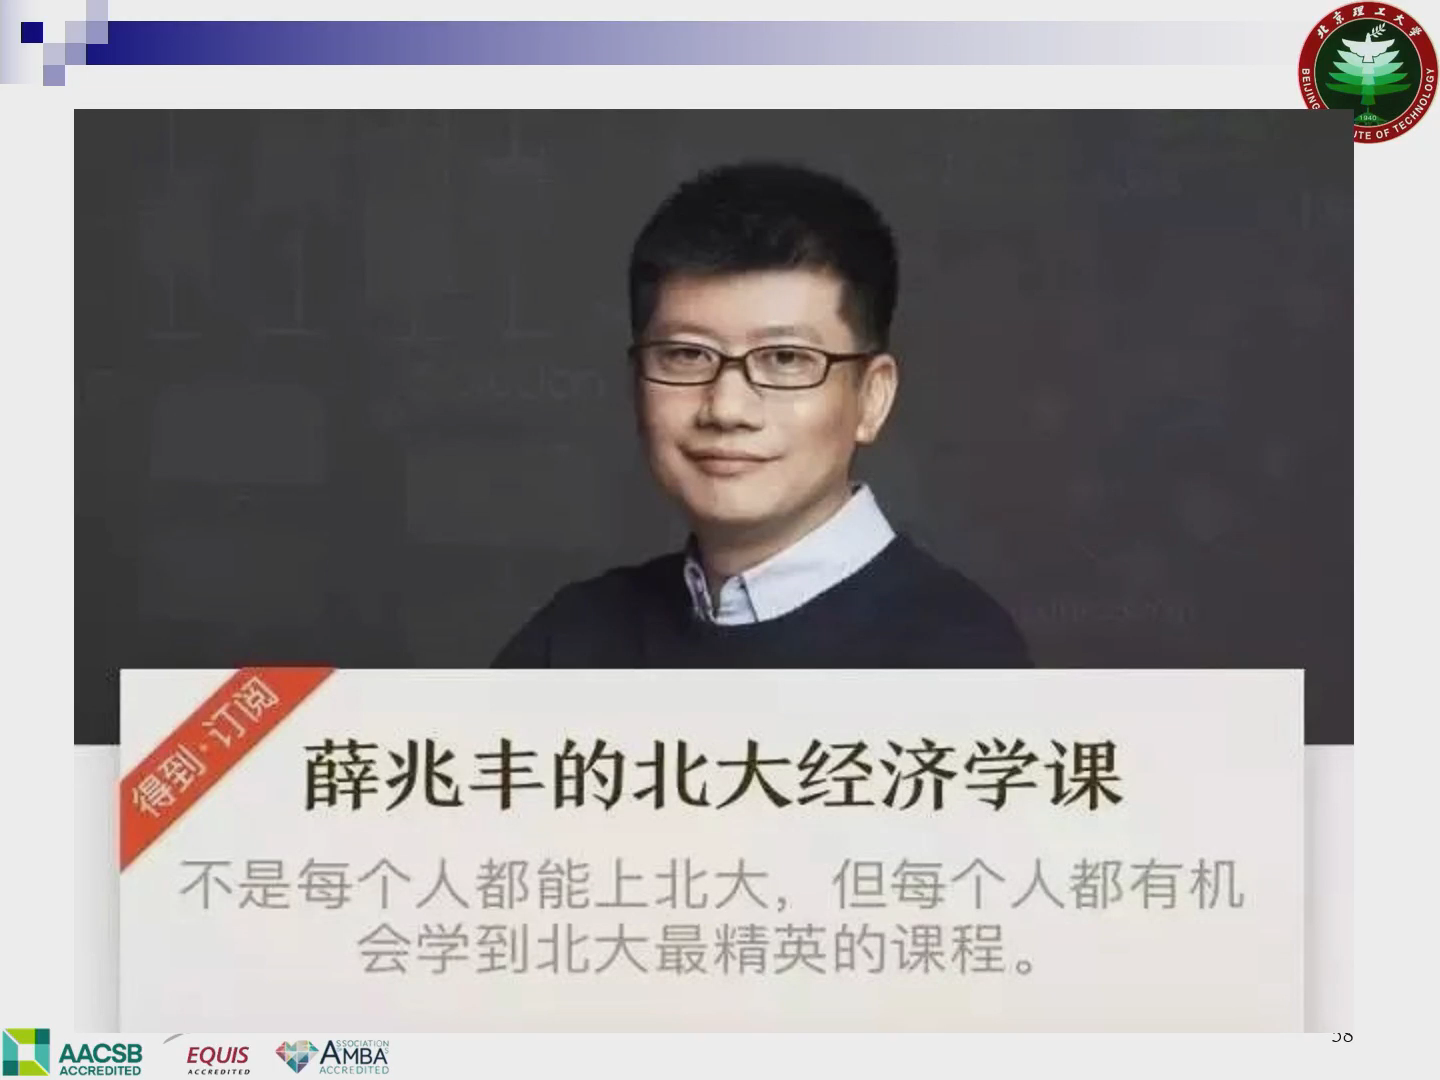 北京理工大学
BEIJING
TE OF TECHNOLOGY
1940
得到·订阅
薛兆丰的北大经济学课
不是每个人都能上北大，但每个人都有机
会学到北大最精英的课程。
58
AACSB
ACCREDITED
EQUIS
ACCREDITED
ASSOCIATION
AMBA
ACCREDITED